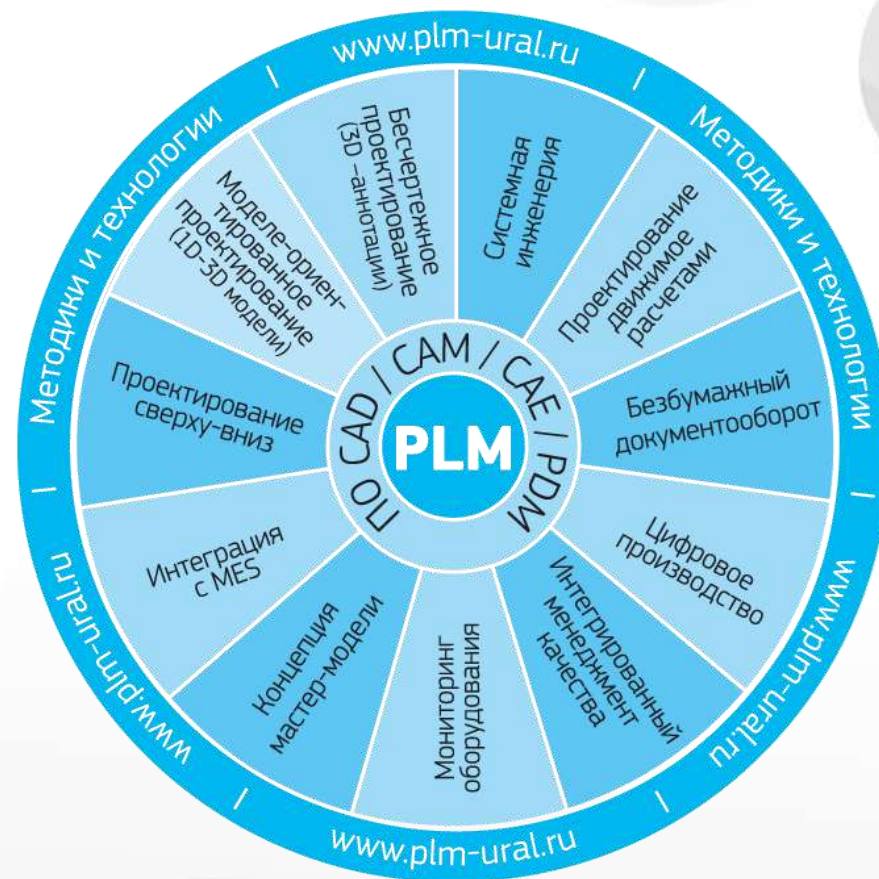 www.plm-ural.ru
Методики и технологии
www.plm-ural.ru
www.plm-ural.ru
www.plm-ural.ru
Методики и технологии
Бесчертежное
проектирование
(3D –аннотации)
Системная
инженерия
Проектирование
движимое
расчетами
Безбумажный
документооборот
Цифровое
производство
Интегрированный
менеджмент
качества
Мониторинг
оборудования
Концепция
мастер-модели
Интеграция
с MES
Проектирование
сверху-вниз
Моделе-ориен-
тированное
проектирование
(1D-3D модели)
ПО CAD / CAM / CAE / PDM
PLM